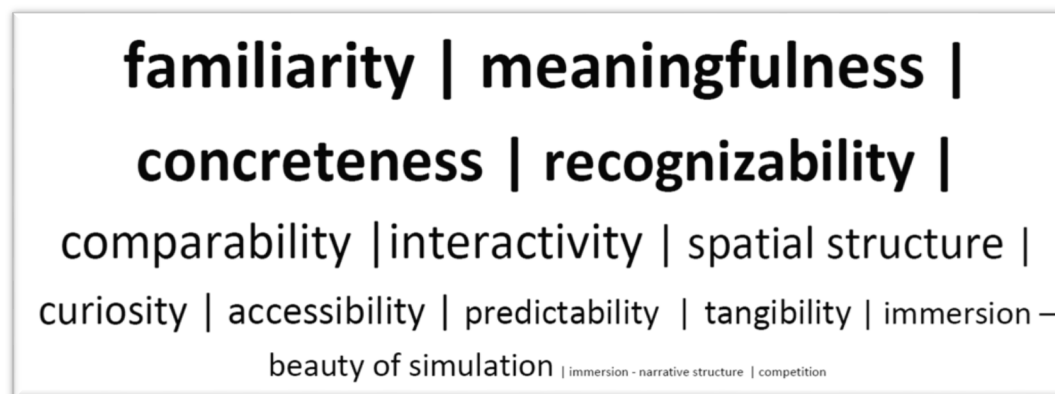 familiarity | meaningfulness |
concreteness | recognizability |
comparability |interactivity | spatial structure |
curiosity | accessibility | predictability | tangibility | immersion –
beauty of simulation | immersion - narrative structure | competition